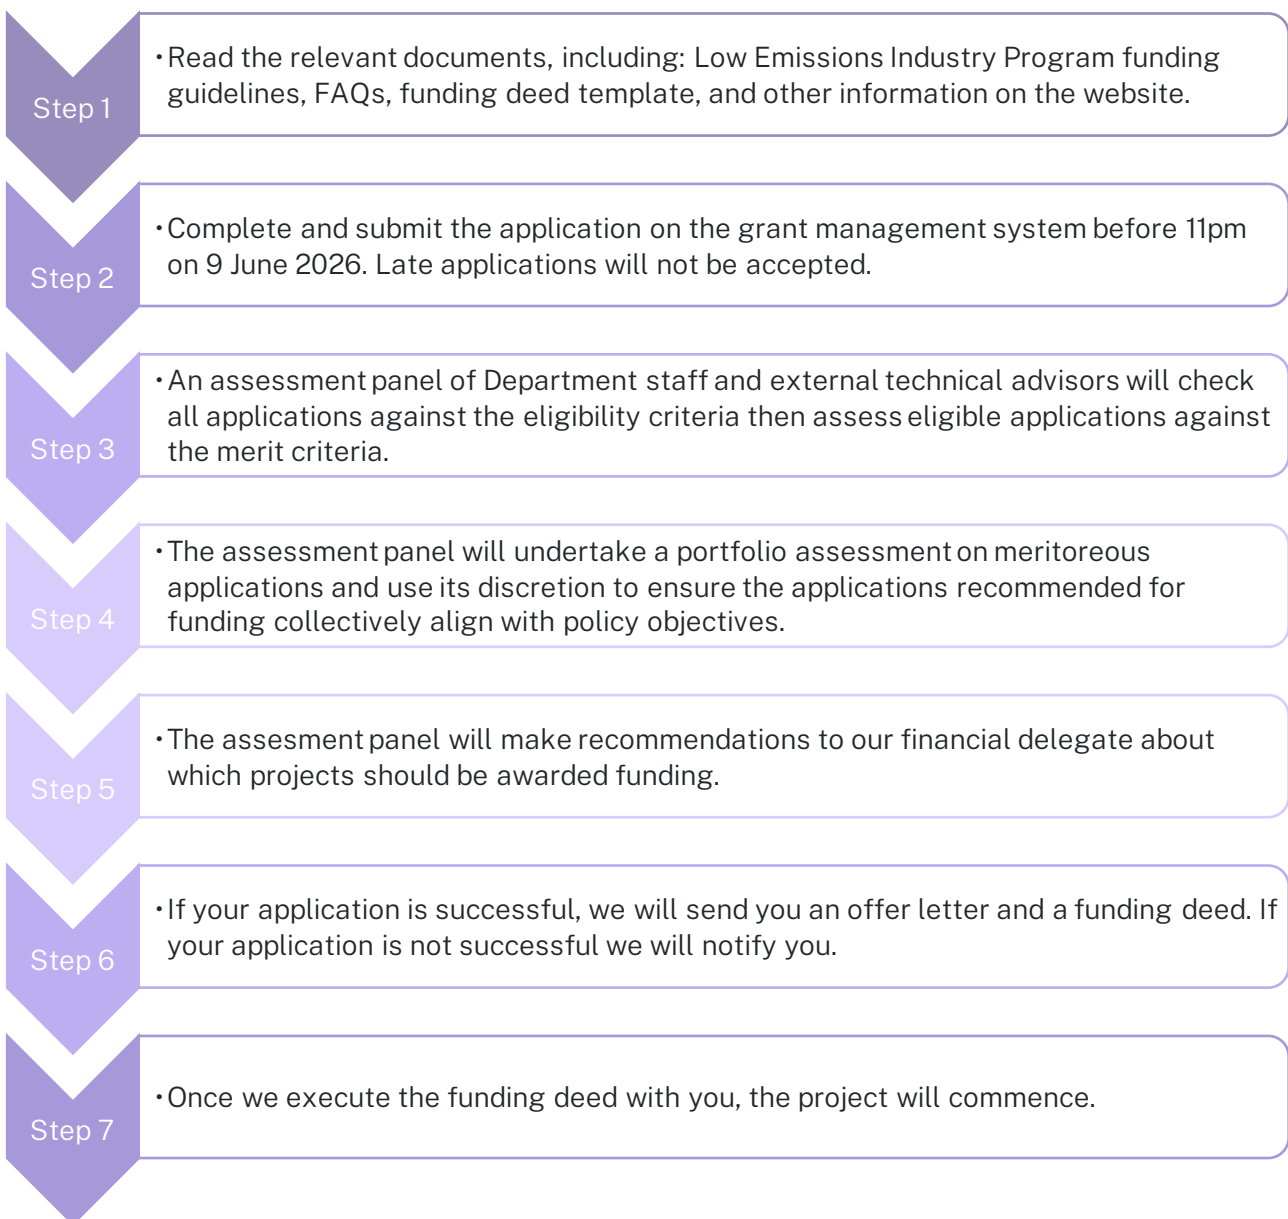 Step 1
•Read the relevant documents, including: Low Emissions Industry Program funding
guidelines, FAQs, funding deed template, and other information on the website.
Step 2
•Complete and submit the application on the grant management system before 11pm
on 9 June 2026. Late applications will not be accepted.
Step 3
•An assessment panel of Department staff and external technical advisors will check
all applications against the eligibility criteria then assess eligible applications against
the merit criteria.
Step 4
•The assessment panel will undertake a portfolio assessment on meritoreous
applications and use its discretion to ensure the applications recommended for
funding collectively align with policy objectives.
Step 5
•The assesment panel will make recommendations to our financial delegate about
which projects should be awarded funding.
Step 6
•If your application is successful, we will send you an offer letter and a funding deed. If
your application is not successful we will notify you.
Step 7
•Once we execute the funding deed with you, the project will commence.